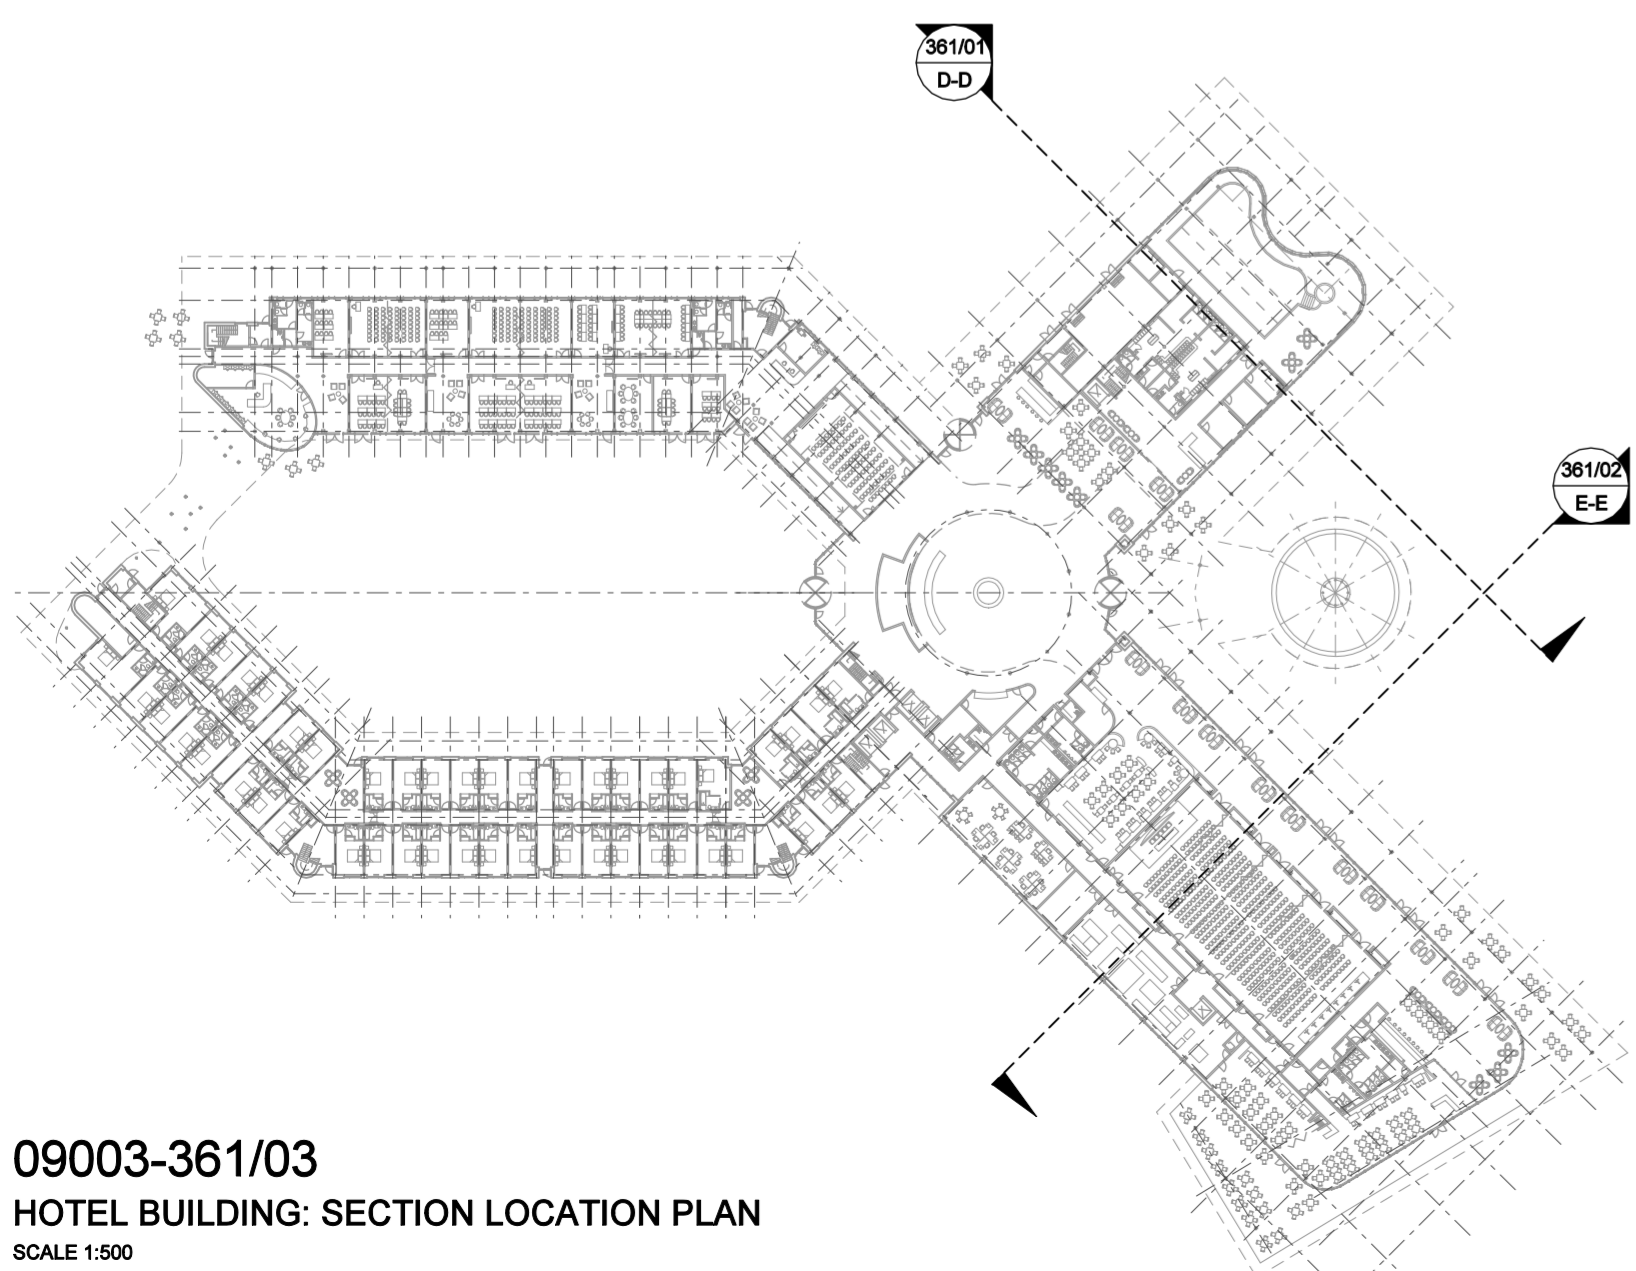 361/01
D-D
361/02
E-E
09003-361/03
HOTEL BUILDING: SECTION LOCATION PLAN
SCALE 1:500